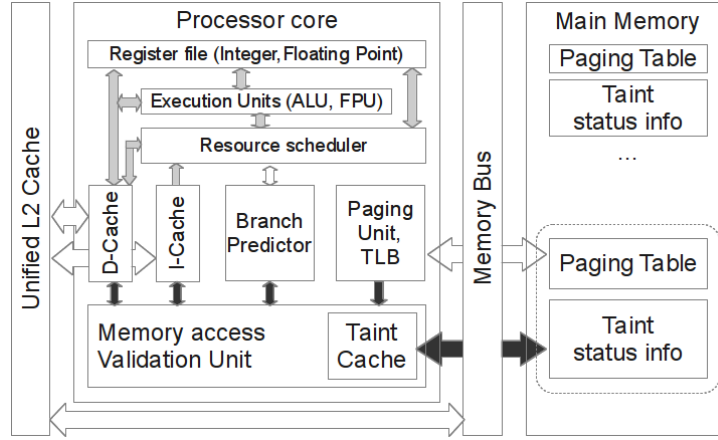 Processor core
Register file (Integer,Floating Point)
Execution Units (ALU, FPU)
Resource scheduler
Unified L2 Cache
D-Cache
I-Cache
Branch
Predictor
Paging
Unit,
TLB
Memory access
Validation Unit
Taint
Cache
Memory Bus
Main Memory
Paging Table
Taint
status info
...
Paging Table
Taint
status info